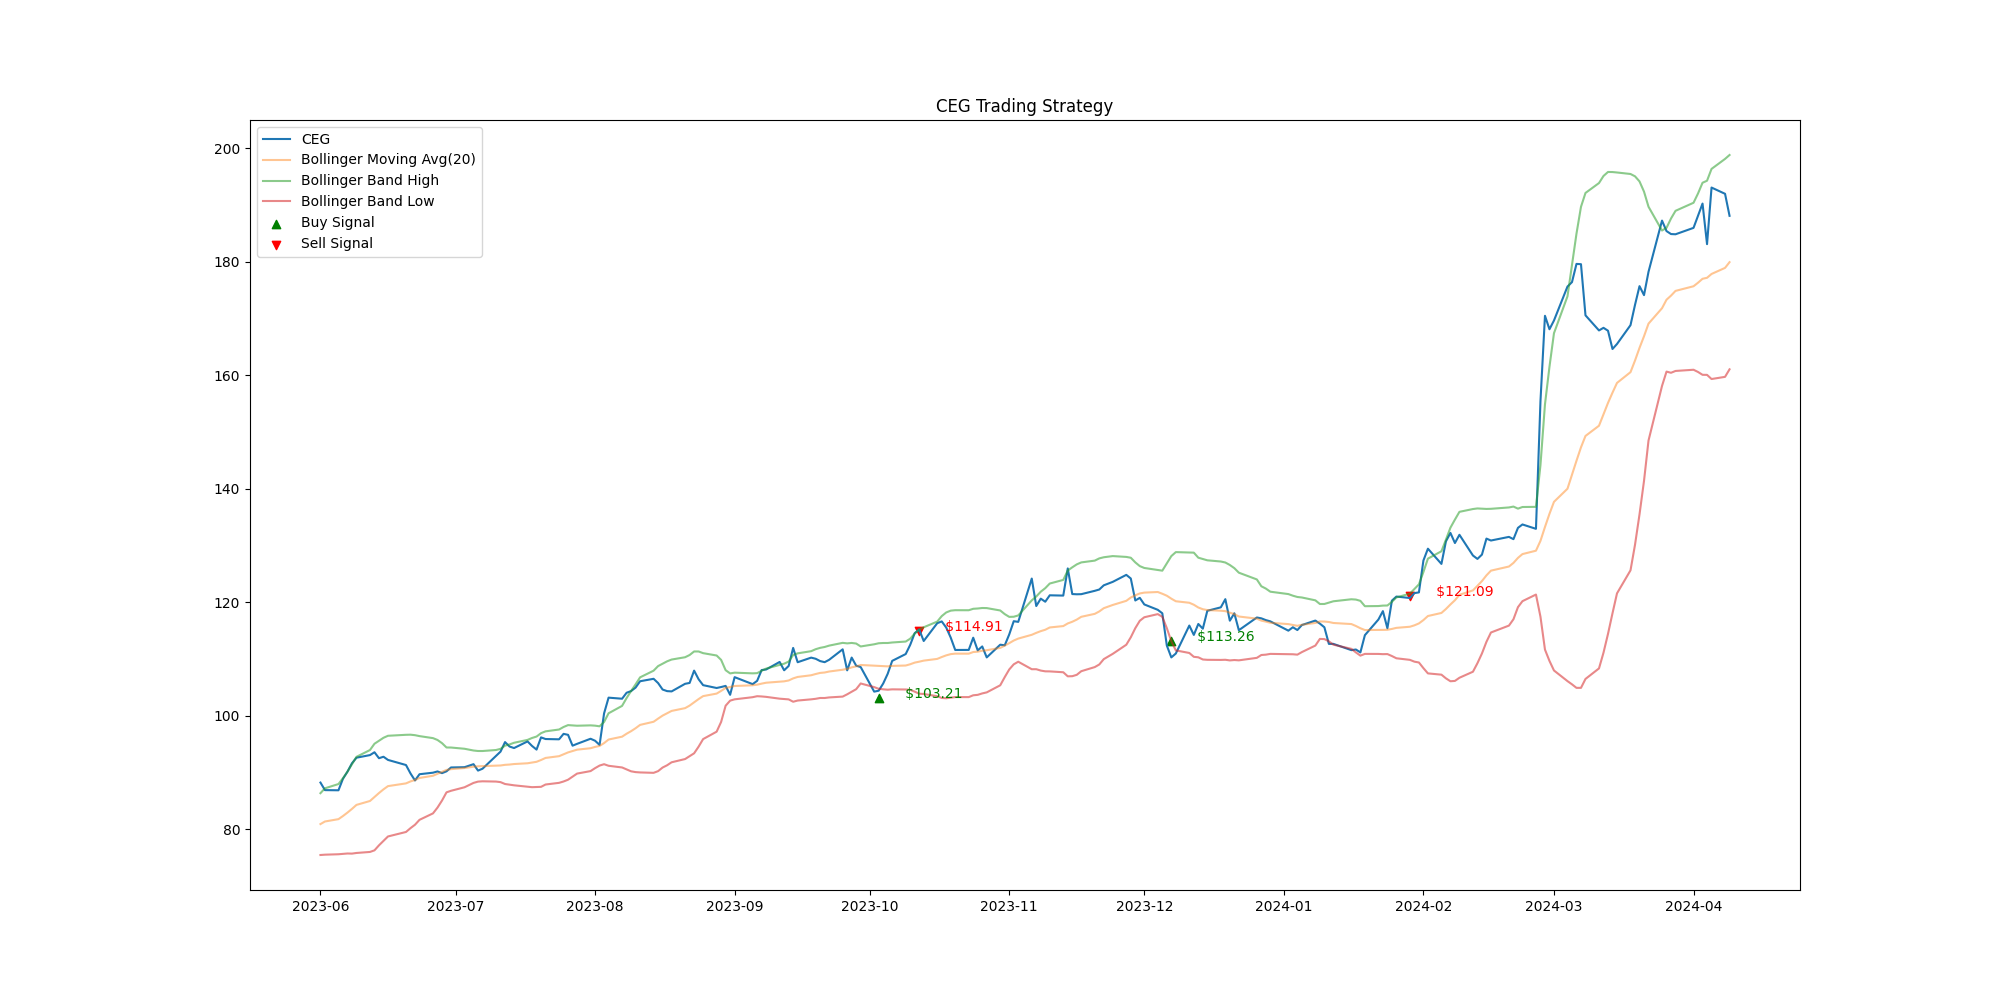 CEG Trading Strategy
CEG
Bollinger Moving Avg(20)
Bollinger Band High
Bollinger Band Low
Buy Signal
Sell Signal
200
180
160
140
120
100
80
$121.09
$114.91
$113.26
$103.21
2023-06 2023-07 2023-08 2023-09 2023-10 2023-11 2023-12 2024-01 2024-02 2024-03 2024-04